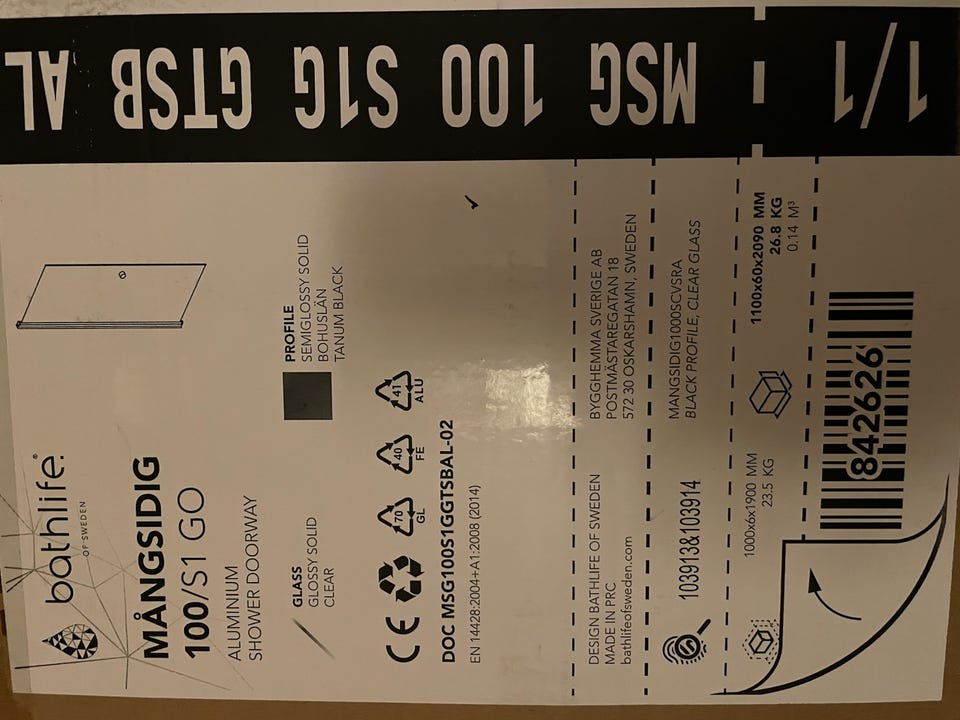 bathlife®
OF SWEDEN
MÅNGSIDIG
100/S1 GO
ALUMINIUM
SHOWER DOORWAY
GLASS
GLOSSY SOLID
CLEAR
PROFILE
SEMIGLOSSY SOLID
BOHUSLÄN
TANUM BLACK
CE
70
GL
40
FE
41
ALU
DOC MSG100S1GGTSBAL-02
EN 14428:2004+A1:2008 (2014)
DESIGN BATHLIFE OF SWEDEN
MADE IN PRC
bathlifeofsweden.com
BYGGHEMMA SVERIGE AB
POSTMÄSTAREGATAN 18
572 30 OSKARSHAMN, SWEDEN
103913&103914
MANGSIDIG1000SCVSRA
BLACK PROFILE, CLEAR GLASS
1000x6x1900 MM
23.5 KG
1100x60x2090 MM
26.8 KG
0.14 M³
842626
1/1 - MSG 100 S1G GTSB AL